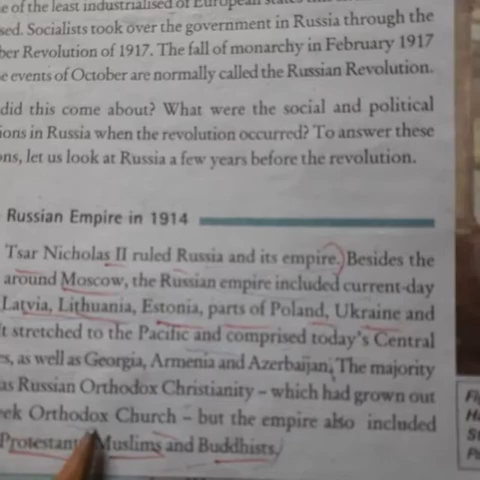 e of the least industrialised of European states
sed. Socialists took over the government in Russia through the
ber Revolution of 1917. The fall of monarchy in February 1917
e events of October are normally called the Russian Revolution.
did this come about? What were the social and political
ions in Russia when the revolution occurred? To answer these
ons, let us look at Russia a few years before the revolution.
Russian Empire in 1914
Tsar Nicholas II ruled Russia and its empire. Besides the
around Moscow, the Russian empire included current-day
Latvia, Lithuania, Estonia, parts of Poland, Ukraine and
t stretched to the Pacific and comprised today's Central
s, as well as Georgia, Armenia and Azerbaijan. The majority
as Russian Orthodox Christianity – which had grown out
eek Orthodox Church – but the empire also included
Protestant Muslims and Buddhists.